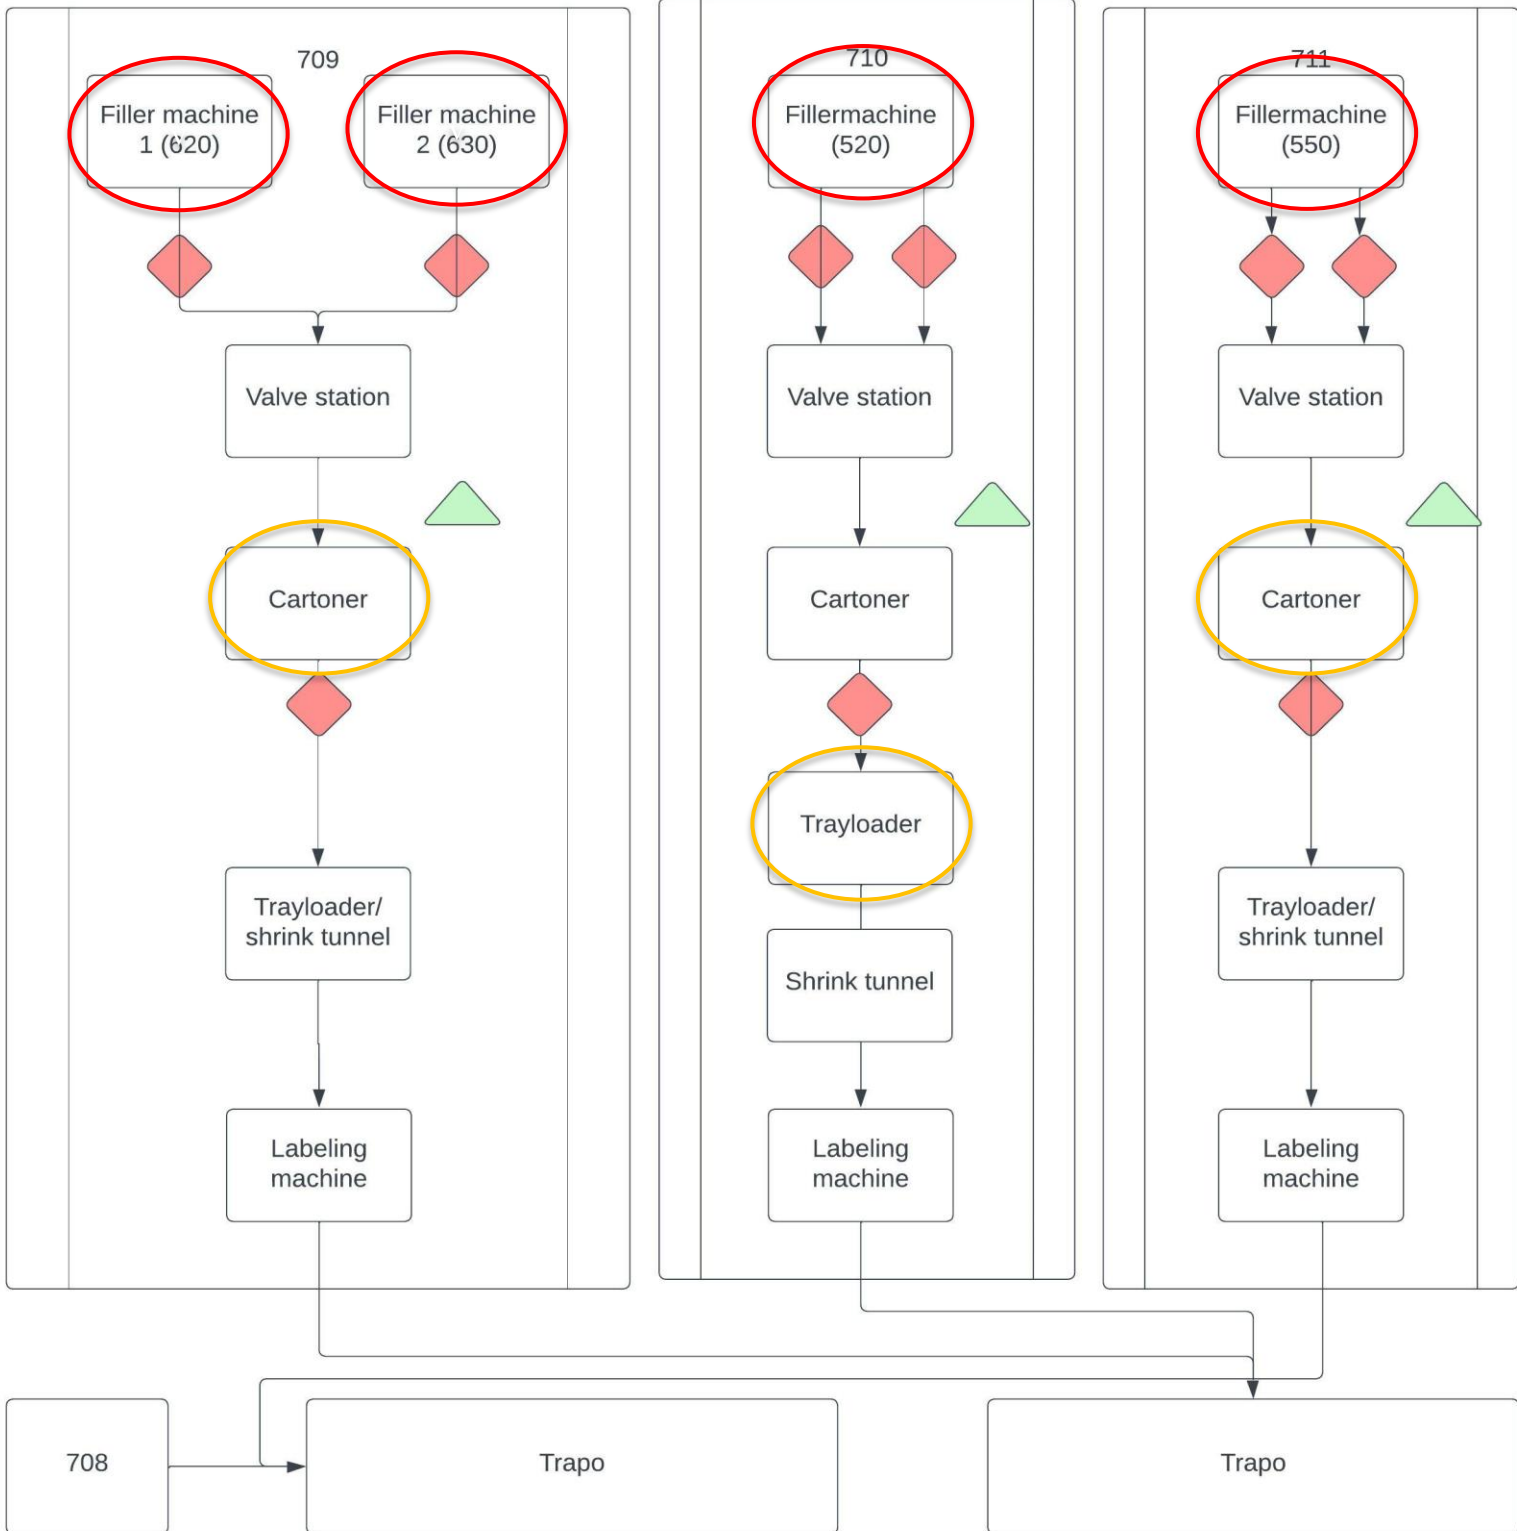 709
Filler machine
1 (620)
Filler machine
2 (630)
Valve station
Cartoner
Trayloader/
shrink tunnel
Labeling
machine
710
Fillermachine
(520)
Valve station
Cartoner
Trayloader
Shrink tunnel
Labeling
machine
711
Fillermachine
(550)
Valve station
Cartoner
Trayloader/
shrink tunnel
Labeling
machine
708
Trapo
Trapo